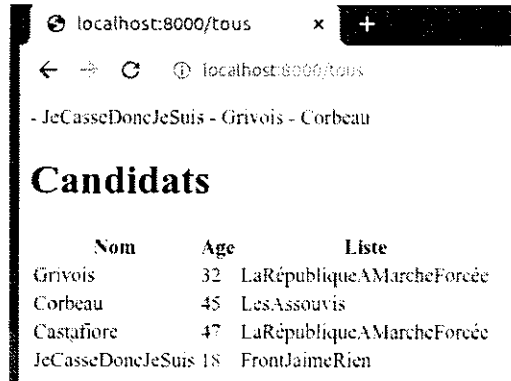 localhost:8000/tous × +
localhost:8000/tous
- JeCasseDoncJeSuis - Grivois - Corbeau
Candidats
Nom Age Liste
Grivois 32 LaRépubliqueAMarcheForcée
Corbeau 45 LesAssouvis
Castafiore 47 LaRépubliqueAMarcheForcée
JeCasseDoncJeSuis 18 FrontJaimeRien